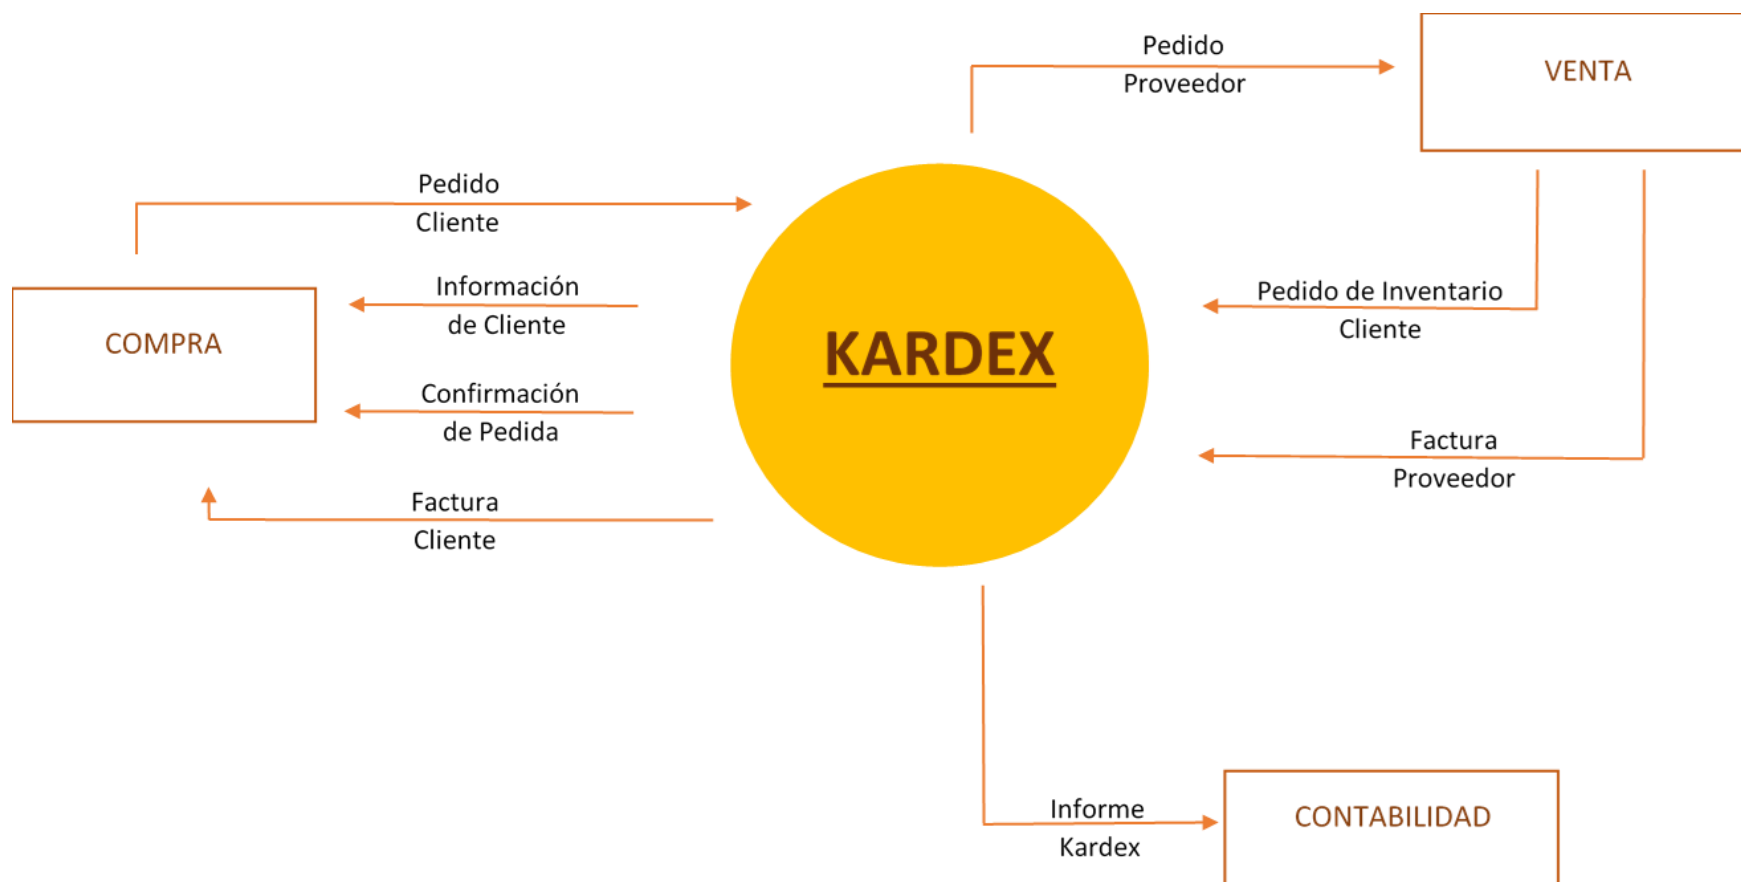 Pedido
Proveedor
VENTA
Pedido
Cliente
Información
de Cliente
COMPRA
Confirmación
de Pedida
Factura
Cliente
KARDEX
Pedido de Inventario
Cliente
Factura
Proveedor
Informe
Kardex
CONTABILIDAD